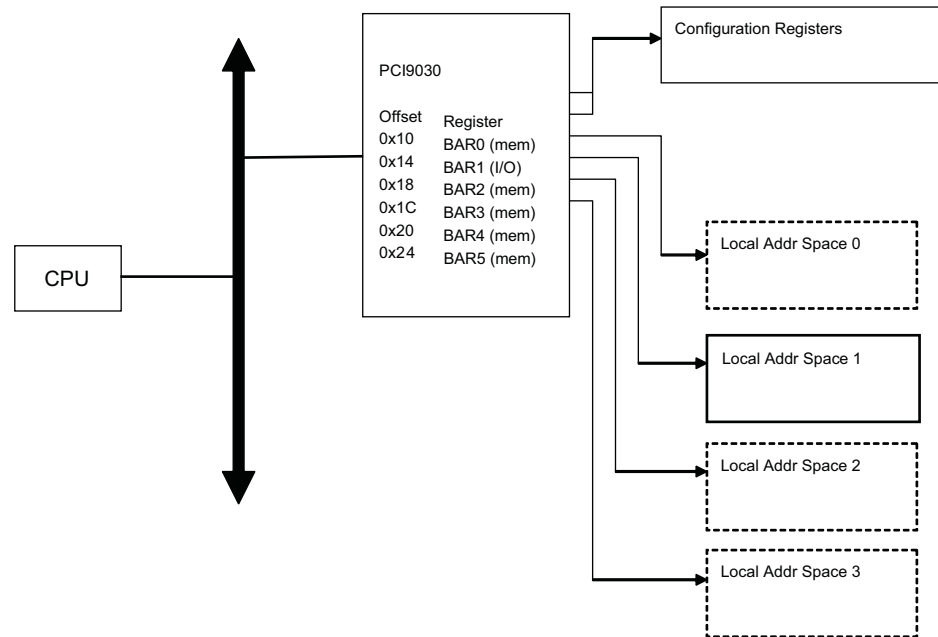 Configuration Registers
PCI9030
Offset Register
0x10 BAR0 (mem)
0x14 BAR1 (I/O)
0x18 BAR2 (mem)
0x1C BAR3 (mem)
0x20 BAR4 (mem)
0x24 BAR5 (mem)
CPU
Local Addr Space 0
Local Addr Space 1
Local Addr Space 2
Local Addr Space 3